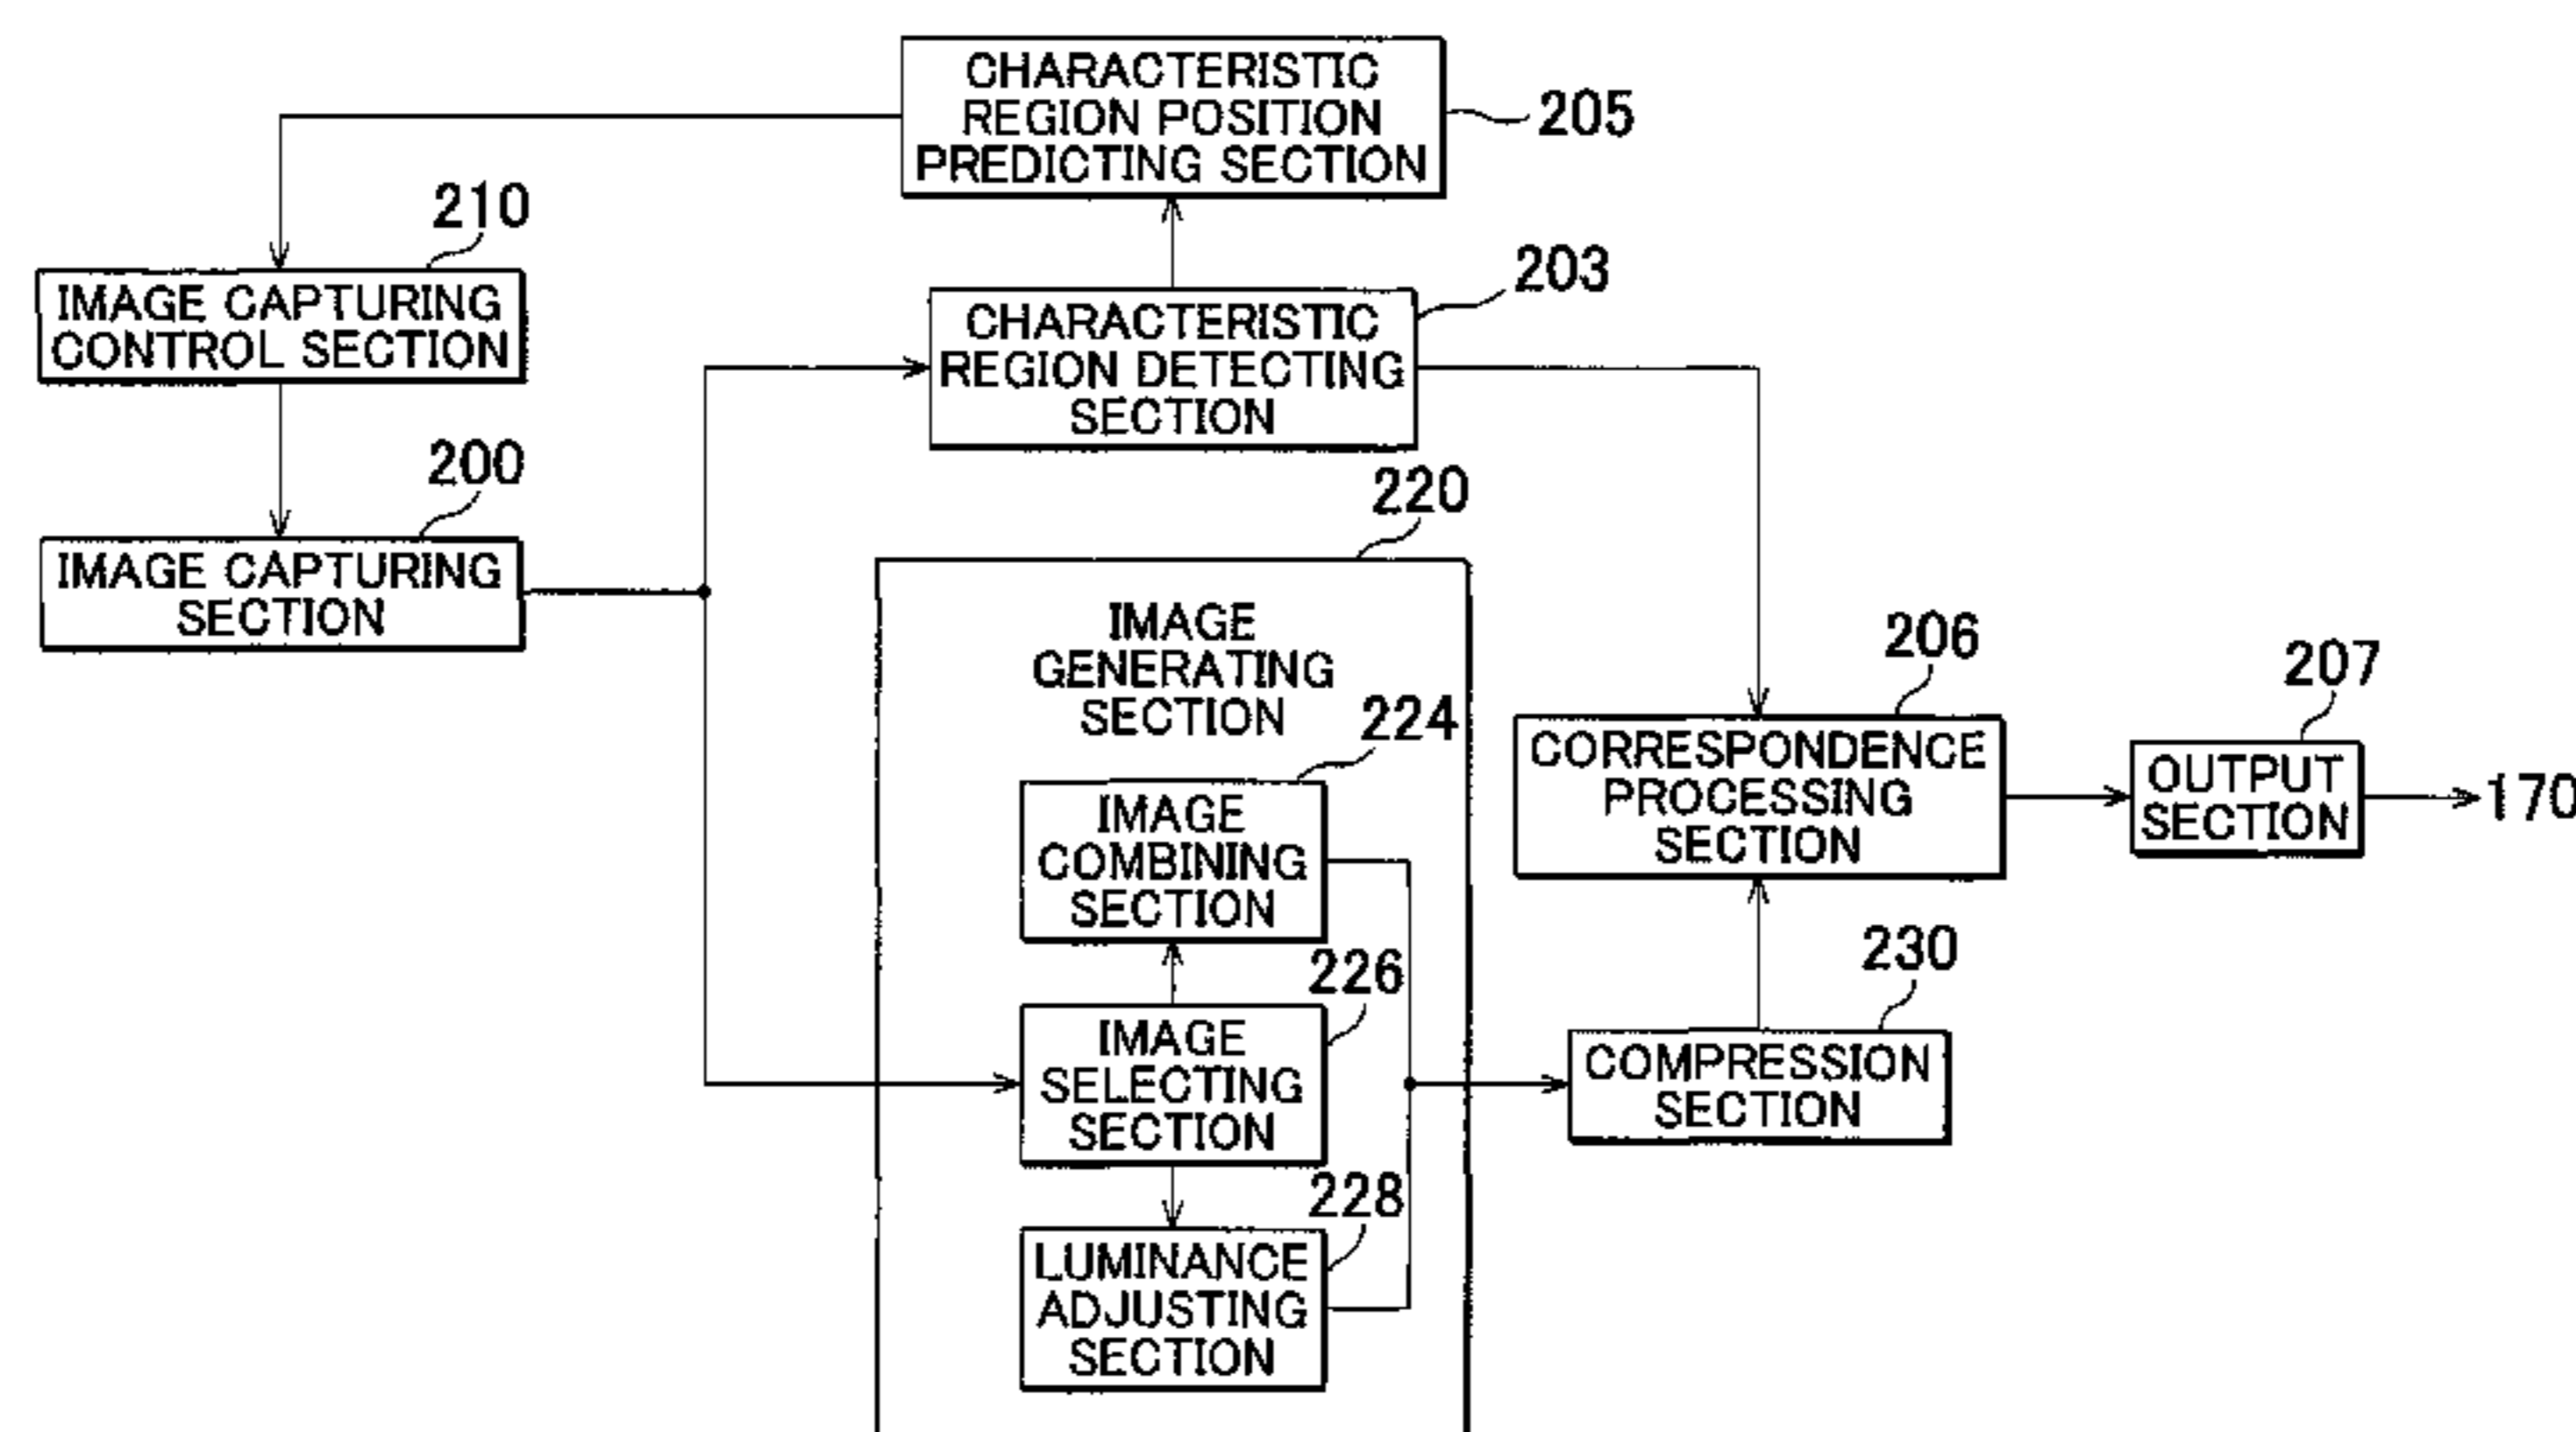 CHARACTERISTIC
REGION POSITION
PREDICTING SECTION
205
210
IMAGE CAPTURING
CONTROL SECTION
203
CHARACTERISTIC
REGION DETECTING
SECTION
200
IMAGE CAPTURING
SECTION
220
IMAGE
GENERATING
SECTION
224
IMAGE
COMBINING
SECTION
226
IMAGE
SELECTING
SECTION
228
LUMINANCE
ADJUSTING
SECTION
206
CORRESPONDENCE
PROCESSING
SECTION
207
OUTPUT
SECTION
170
230
COMPRESSION
SECTION